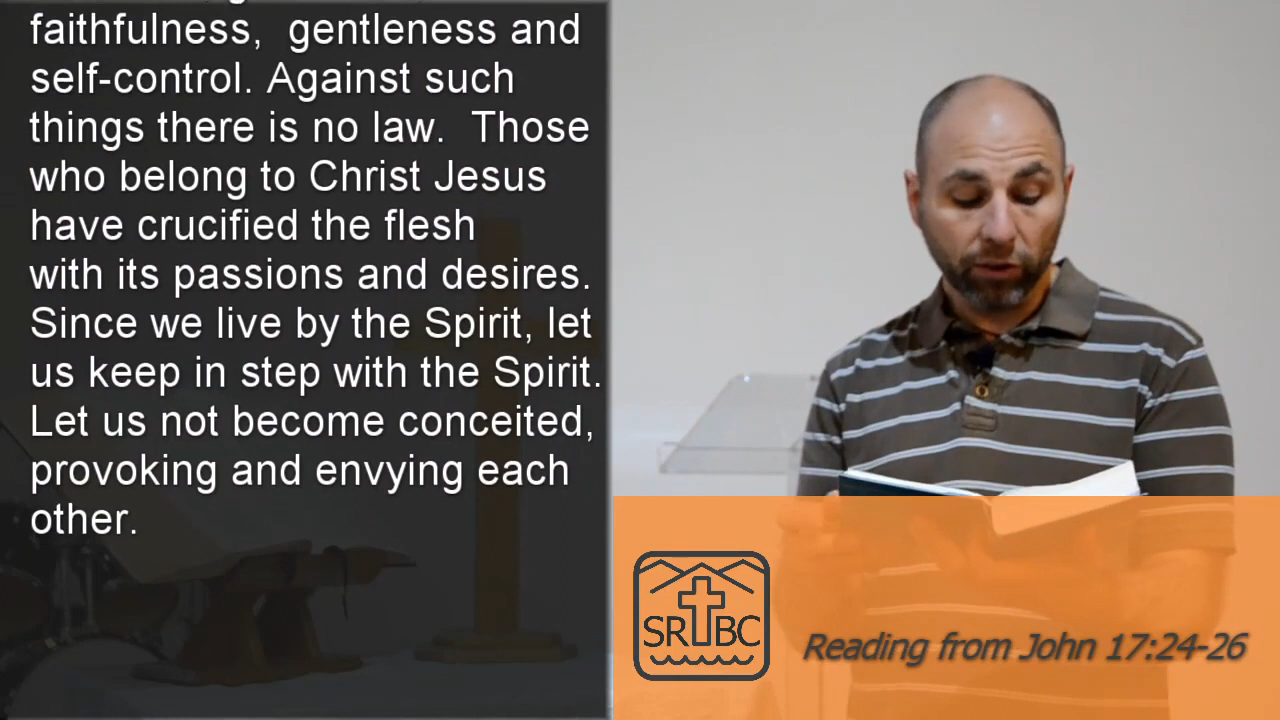 faithfulness,  gentleness and
self-control. Against such
things there is no law.  Those
who belong to Christ Jesus
have crucified the flesh
with its passions and desires.
Since we live by the Spirit, let
us keep in step with the Spirit.
Let us not become conceited,
provoking and envying each
other.
SRBC
Reading from John 17:24-26